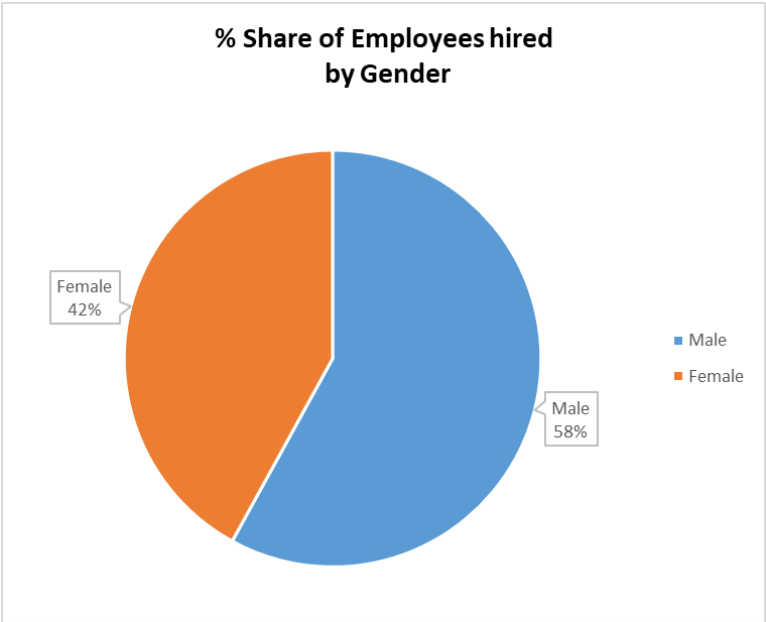 % Share of Employees hired
by Gender
Female
42%
Male
Female
Male
58%